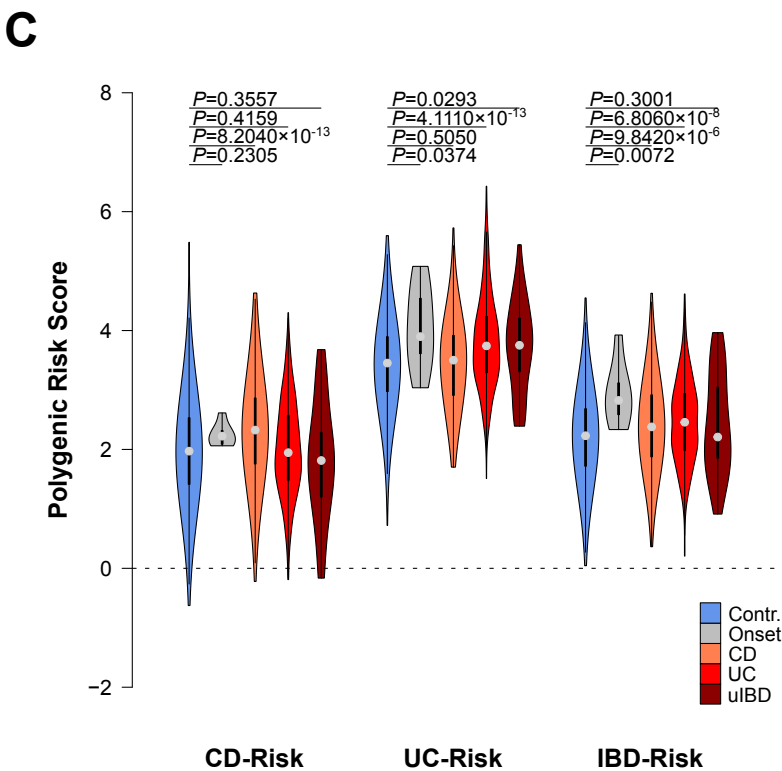 C
8
6
4
2
0
−2
Polygenic Risk Score
P=0.3557
P=0.4159
P=8.2040×10-13
P=0.2305
P=0.0293
P=4.1110×10-13
P=0.5050
P=0.0374
P=0.3001
P=6.8060×10-8
P=9.8420×10-6
P=0.0072
Contr.
Onset
CD
UC
uIBD
CD-Risk
UC-Risk
IBD-Risk